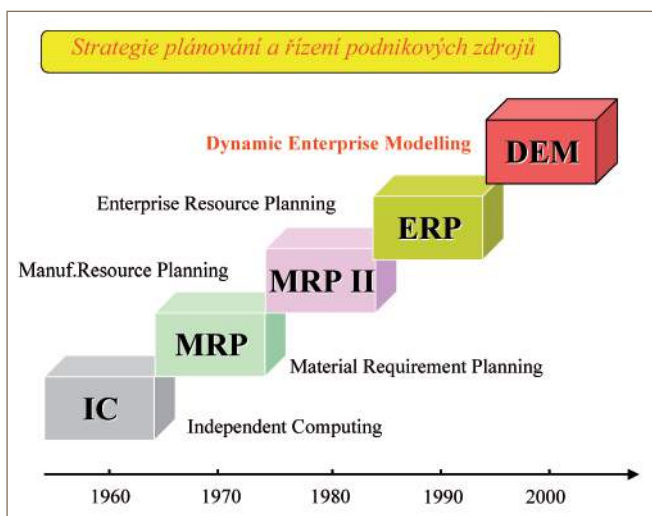 Strategie plánování a řízení podnikových zdrojů
Dynamic Enterprise Modelling
DEM
Enterprise Resource Planning
ERP
Manuf.Resource Planning
MRP II
MRP
Material Requirement Planning
IC
Independent Computing
1960 1970 1980 1990 2000